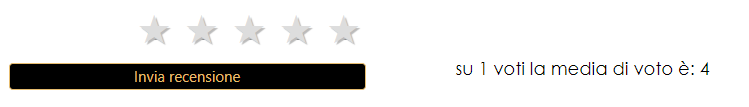 su 1 voti la media di voto è: 4
Invia recensione